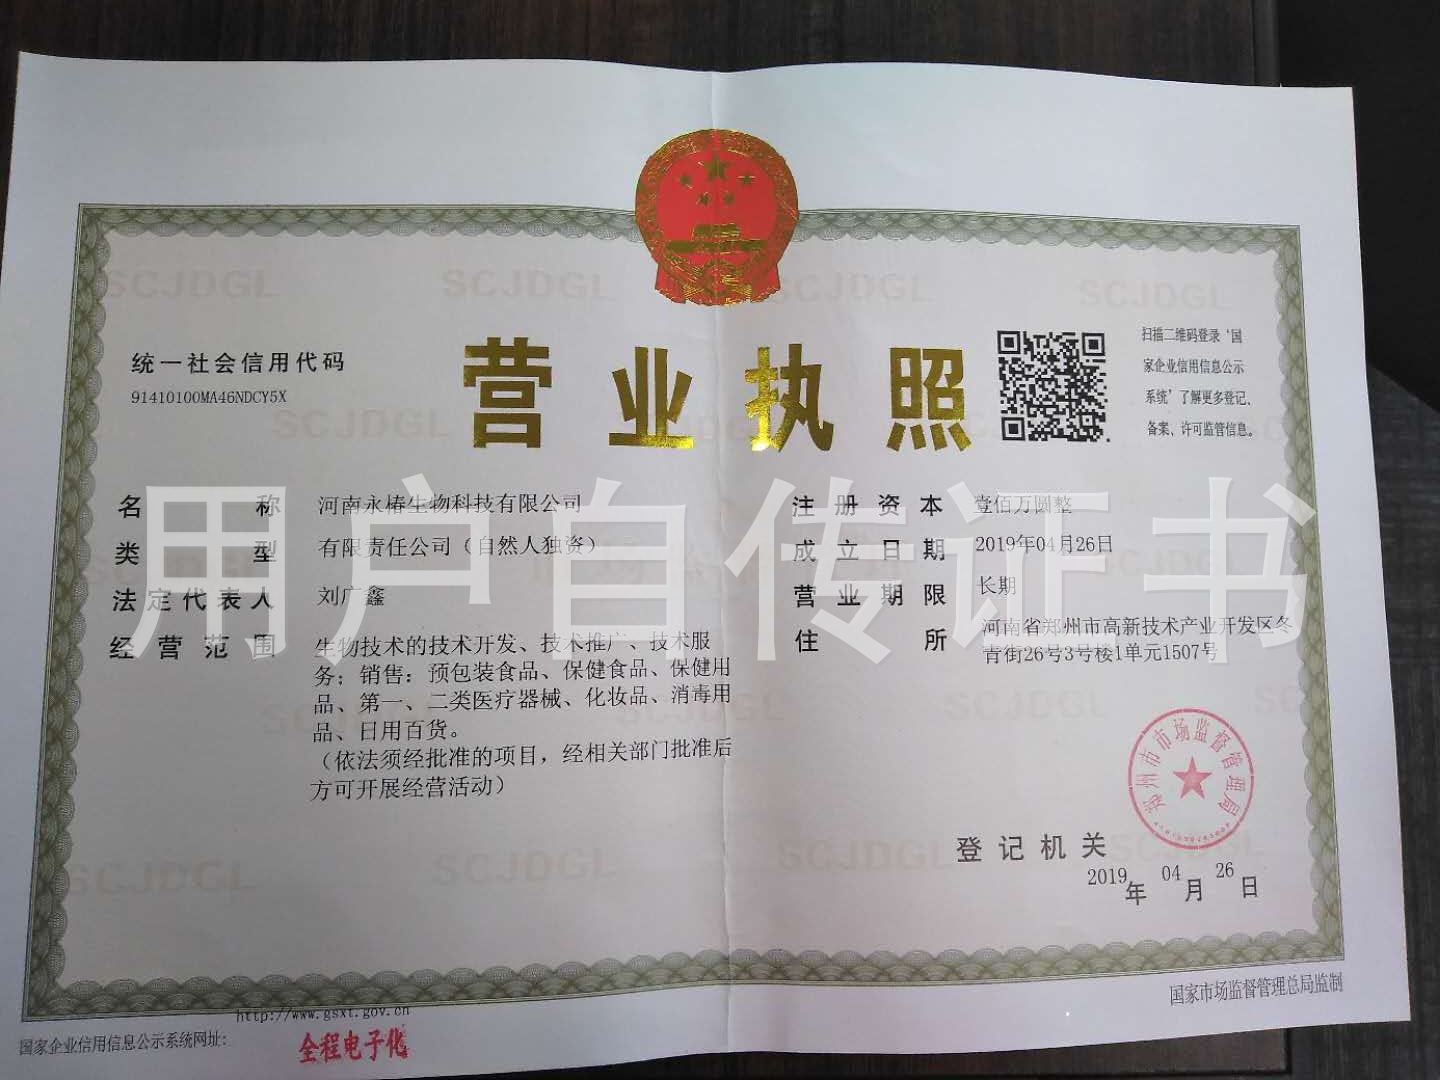 SCJDGL SCJDGL SCJDGL SCJDGL
营业执照
统一社会信用代码
91410100MA46NDCY5X
扫描二维码登录‘国
家企业信用信息公示
系统’了解更多登记、
备案、许可监管信息。
用户自传证书
名称 河南永椿生物科技有限公司
类型 有限责任公司（自然人独资）
法定代表人 刘广鑫
经营范围 生物技术的技术开发、技术推广、技术服
务；销售：预包装食品、保健食品、保健用
品、第一、二类医疗器械、化妆品、消毒用
品、日用百货。
（依法须经批准的项目，经相关部门批准后
方可开展经营活动）
注册资本 壹佰万圆整
成立日期 2019年04月26日
营业期限 长期
住所 河南省郑州市高新技术产业开发区冬
青街26号3号楼1单元1507号
郑州市市场监督管理局
登记机关
2019年04月26日
http://www.gsxt.gov.cn
国家企业信用信息公示系统网址：
全程电子化
国家市场监督管理总局监制